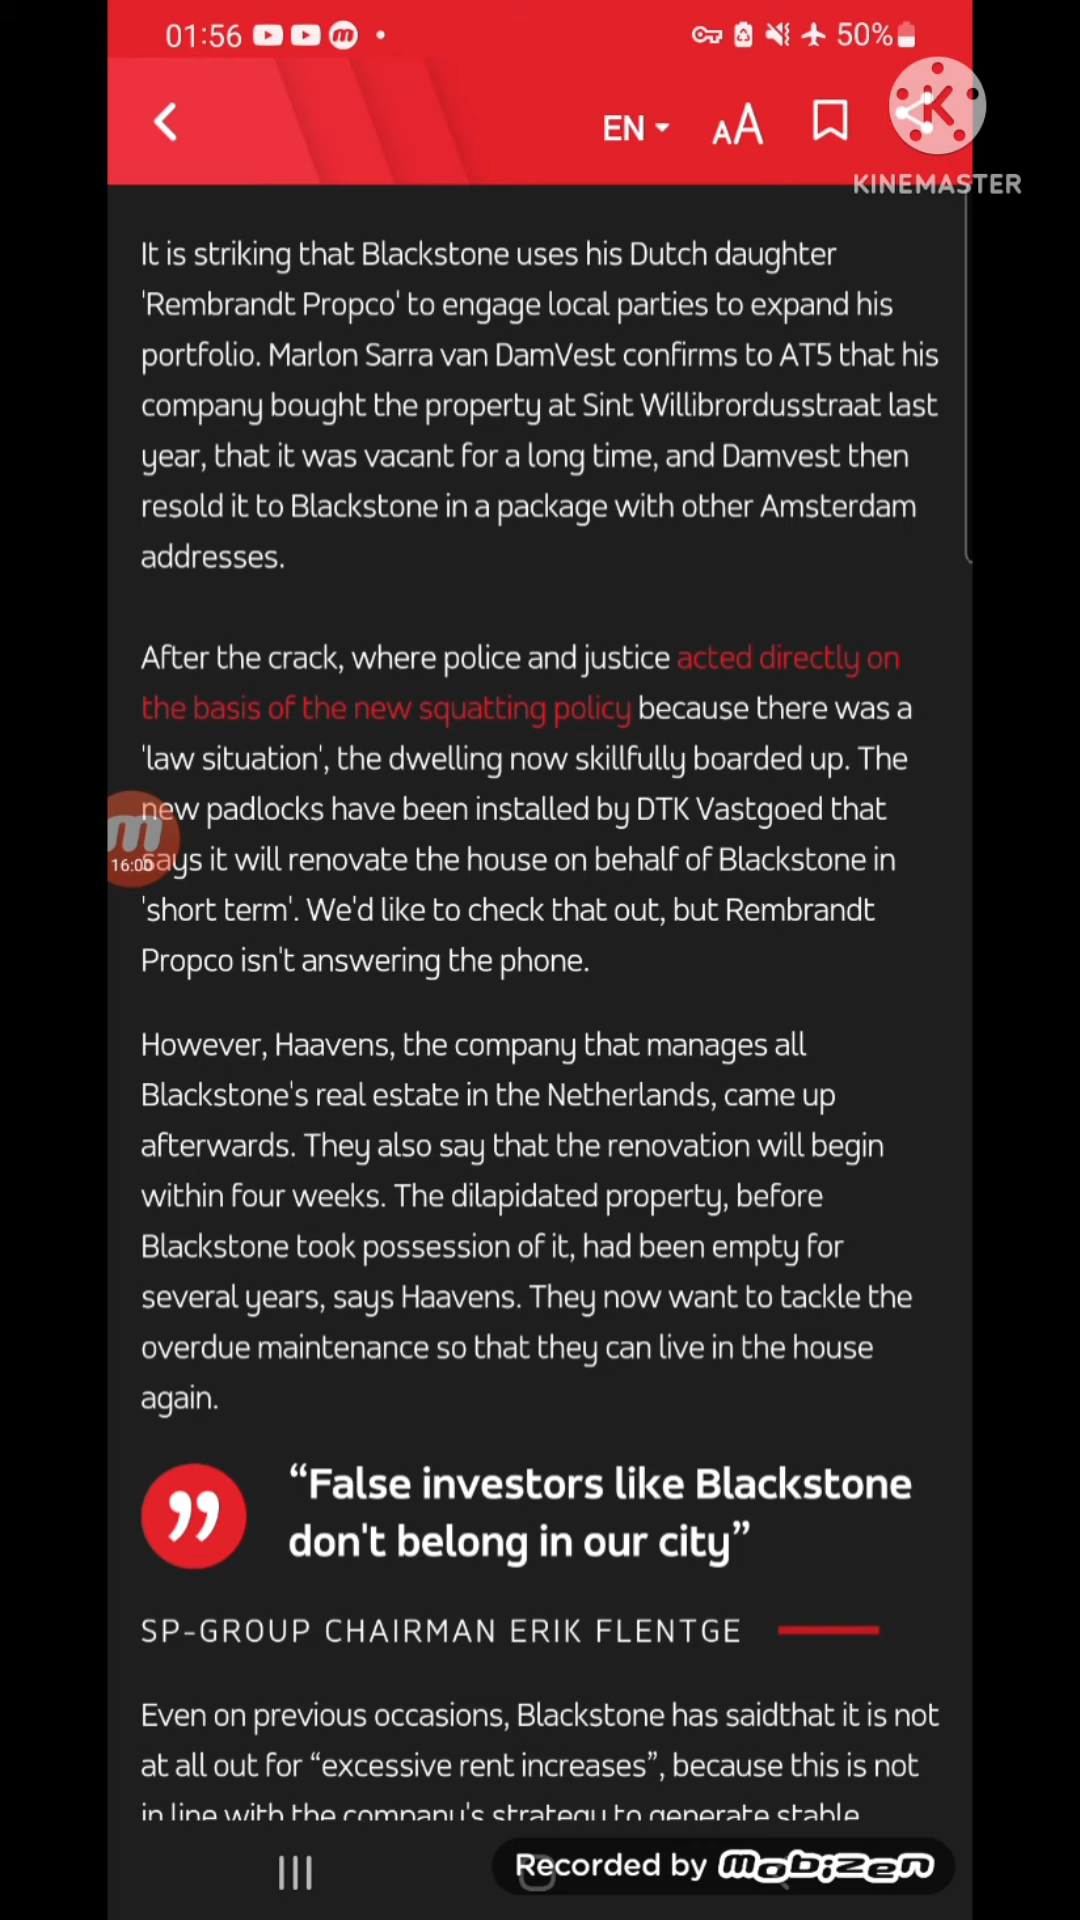 01:56
50%
EN
AA
KINEMASTER
It is striking that Blackstone uses his Dutch daughter
'Rembrandt Propco' to engage local parties to expand his
portfolio. Marlon Sarra van DamVest confirms to AT5 that his
company bought the property at Sint Willibrordusstraat last
year, that it was vacant for a long time, and Damvest then
resold it to Blackstone in a package with other Amsterdam
addresses.
After the crack, where police and justice acted directly on
the basis of the new squatting policy because there was a
'law situation', the dwelling now skillfully boarded up. The
new padlocks have been installed by DTK Vastgoed that
16:00
says it will renovate the house on behalf of Blackstone in
'short term'. We'd like to check that out, but Rembrandt
Propco isn't answering the phone.
However, Haavens, the company that manages all
Blackstone's real estate in the Netherlands, came up
afterwards. They also say that the renovation will begin
within four weeks. The dilapidated property, before
Blackstone took possession of it, had been empty for
several years, says Haavens. They now want to tackle the
overdue maintenance so that they can live in the house
again.
“False investors like Blackstone
don't belong in our city”
SP-GROUP CHAIRMAN ERIK FLENTGE
Even on previous occasions, Blackstone has saidthat it is not
at all out for “excessive rent increases”, because this is not
in line with the company's strategy to generate stable
Recorded by mobizen